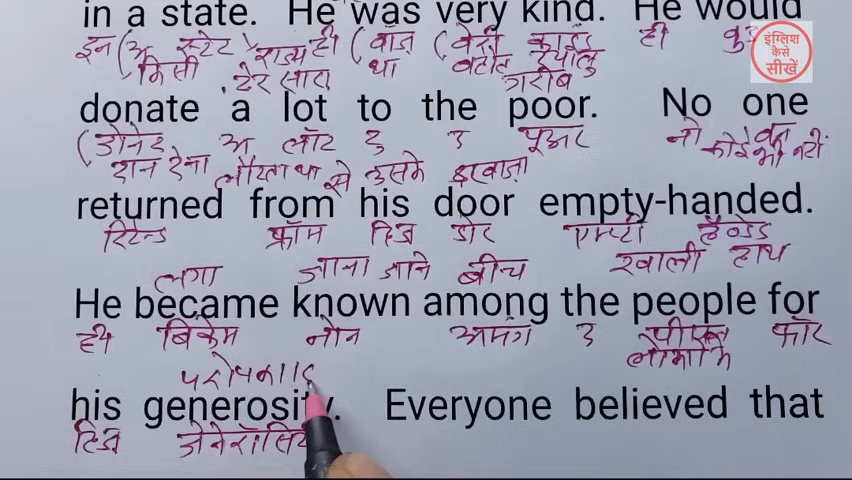 in a state. He was very kind. He would
इन (अ स्टेट) राज्य ही (वॉज़ (वेरी काइंड ही
इंग्लिश
कैसे
सीखें
किसी ढेर सारा था बहोत दयालु गरीब
donate a lot to the poor. No one
(डोनेट अ लॉट टु द पूअर नो वन
दान देना लौटता था से उसके दरवाज़ा कोई भी नहीं
returned from his door empty-handed.
रिटर्न्ड फ्रॉम हिज डोर एम्प्टी हैण्डेड
लगा जाना जाने बीच खाली हाथ
He became known among the people for
ही बिकेम नोन अमंग द पीपल फॉर
लोगों के
परोपका
his generosity. Everyone believed that
हिज जेनेरॉसिट